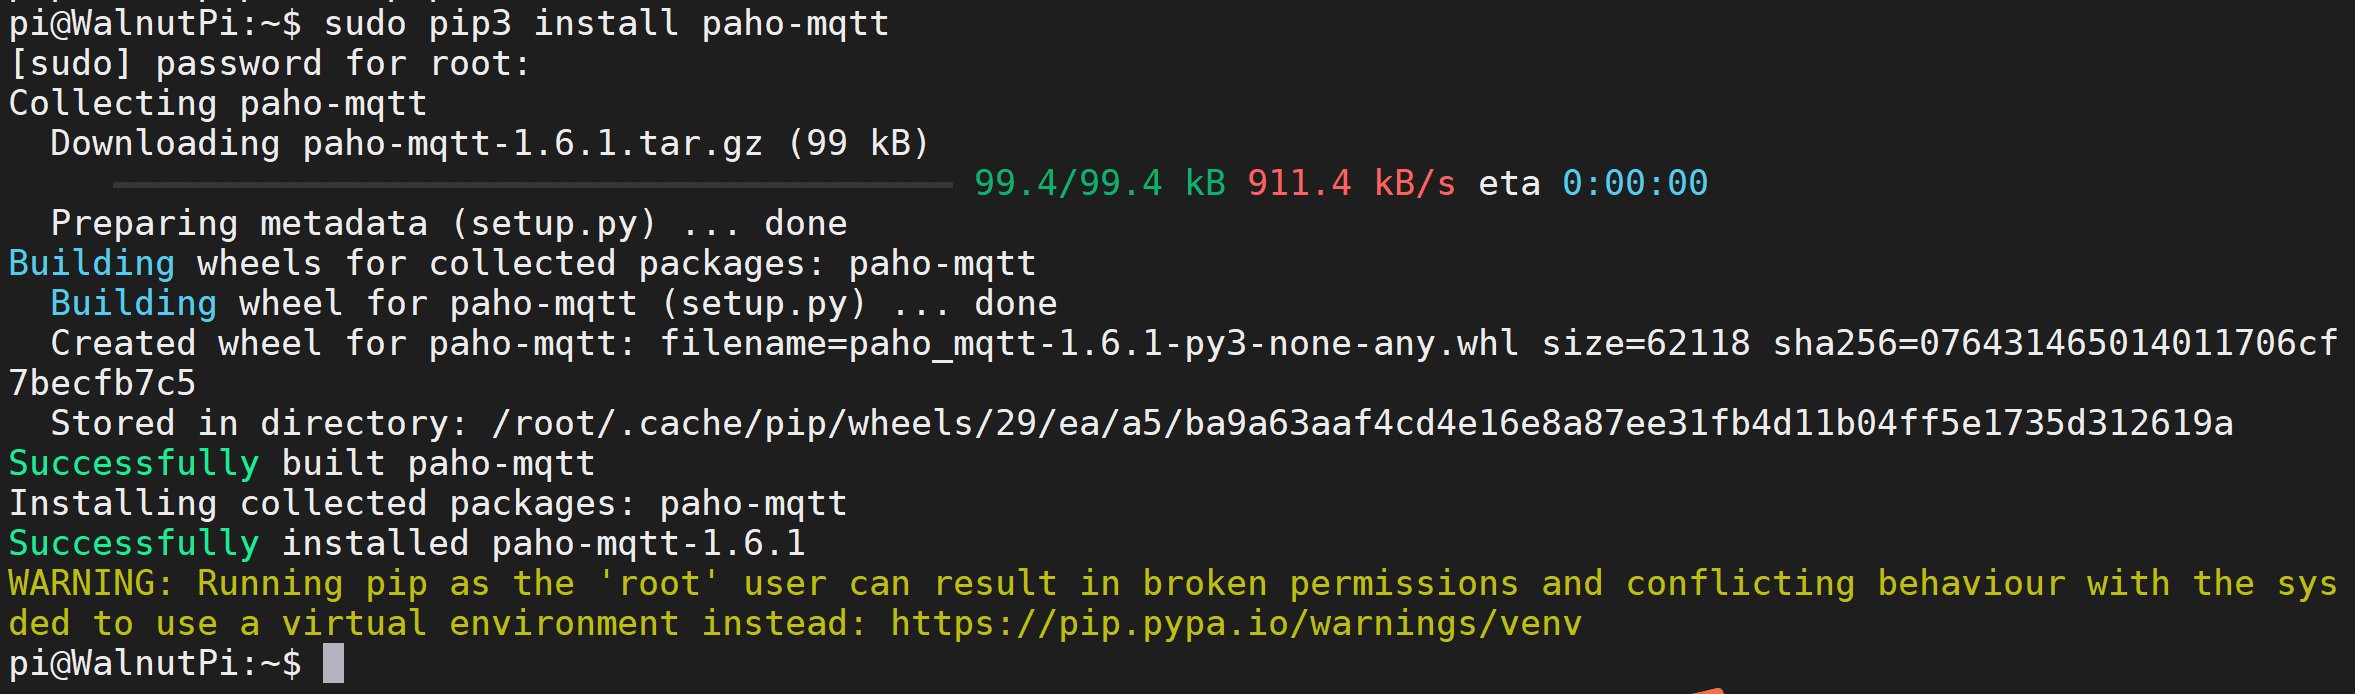 pi@WalnutPi:~$ sudo pip3 install paho-mqtt
[sudo] password for root:
Collecting paho-mqtt
  Downloading paho-mqtt-1.6.1.tar.gz (99 kB)
     99.4/99.4 kB 911.4 kB/s eta 0:00:00
  Preparing metadata (setup.py) ... done
Building wheels for collected packages: paho-mqtt
  Building wheel for paho-mqtt (setup.py) ... done
  Created wheel for paho-mqtt: filename=paho_mqtt-1.6.1-py3-none-any.whl size=62118 sha256=076431465014011706cf
7becfb7c5
  Stored in directory: /root/.cache/pip/wheels/29/ea/a5/ba9a63aaf4cd4e16e8a87ee31fb4d11b04ff5e1735d312619a
Successfully built paho-mqtt
Installing collected packages: paho-mqtt
Successfully installed paho-mqtt-1.6.1
WARNING: Running pip as the 'root' user can result in broken permissions and conflicting behaviour with the sys
ded to use a virtual environment instead: https://pip.pypa.io/warnings/venv
pi@WalnutPi:~$